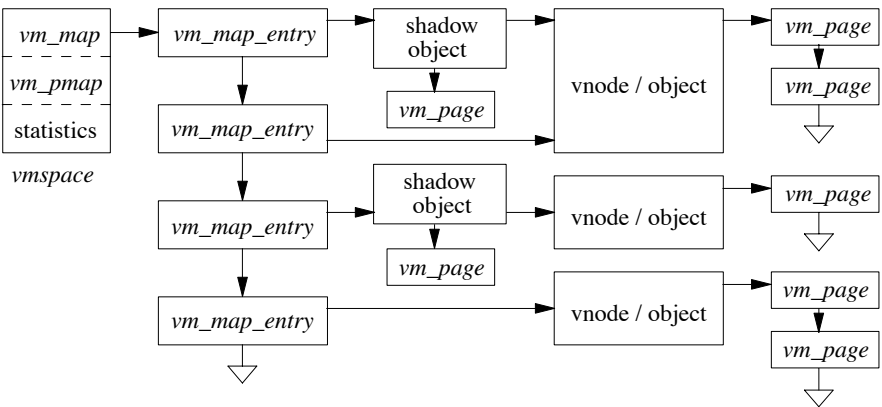 vm_map
vm_pmap
statistics
vmspace
vm_map_entry
vm_map_entry
vm_map_entry
vm_map_entry
shadow
object
vm_page
shadow
object
vm_page
vnode / object
vnode / object
vnode / object
vm_page
vm_page
vm_page
vm_page
vm_page